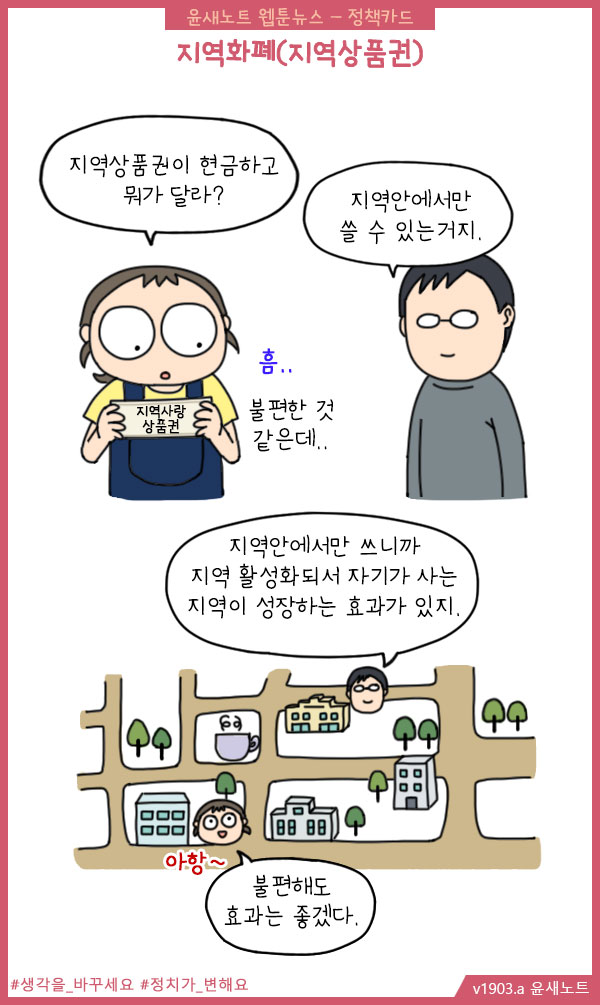 윤새노트 웹툰뉴스 - 정책카드
지역화폐(지역상품권)
지역상품권이 현금하고
뭐가 달라?
지역안에서만
쓸 수 있는거지.
흠..
불편한 것
같은데..
지역사랑
상품권
지역안에서만 쓰니까
지역 활성화되서 자기가 사는
지역이 성장하는 효과가 있지.
아항~
불편해도
효과는 좋겠다.
#생각을_바꾸세요 #정치가_변해요
v1903.a 윤새노트